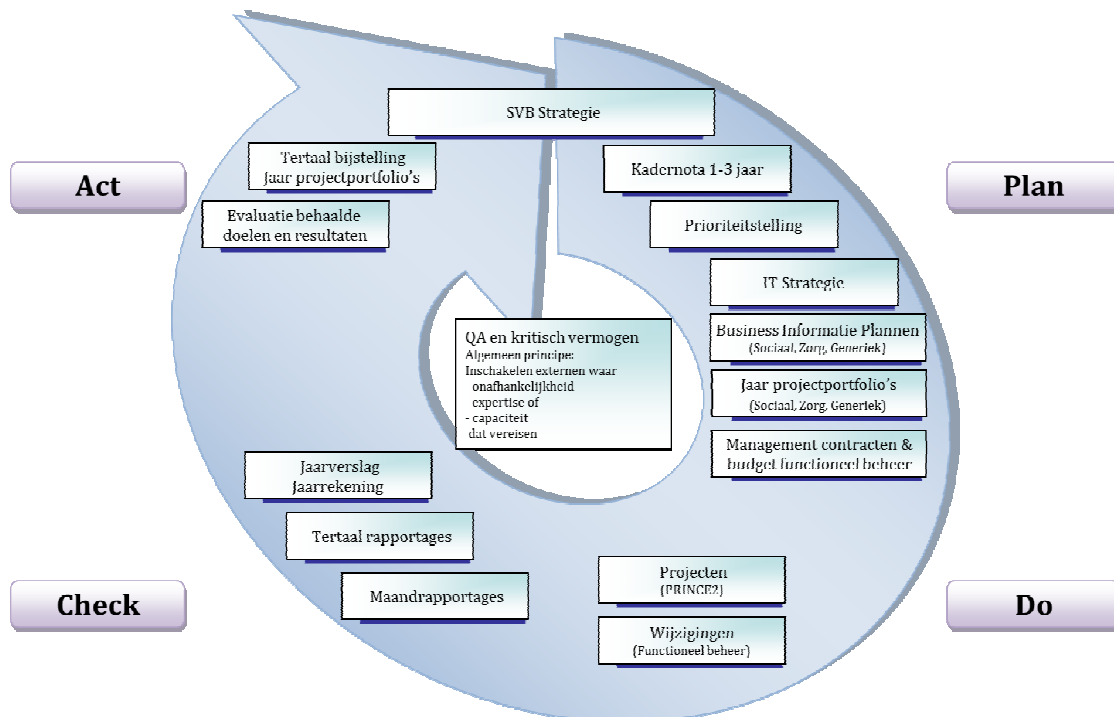 SVB Strategie
Act
Tertaal bijstelling
Jaar projectportfolio's
Evaluatie behaalde
doelen en resultaten
Plan
Kadernota 1-3 jaar
Prioriteitstelling
IT Strategie
Business Informatie Plannen
(Sociaal, Zorg, Generiek)
Jaar projectportfolio's
(Sociaal, Zorg, Generiek)
Management contracten &
budget functioneel beheer
QA en kritisch vermogen
Algemeen principe:
Inschakelen externen waar
onafhankelijkheid
expertise of
- capaciteit
dat vereisen
Check
Jaarverslag
Jaarrekening
Tertaal rapportages
Maandrapportages
Do
Projecten
(PRINCE2)
Wijzigingen
(Functioneel beheer)